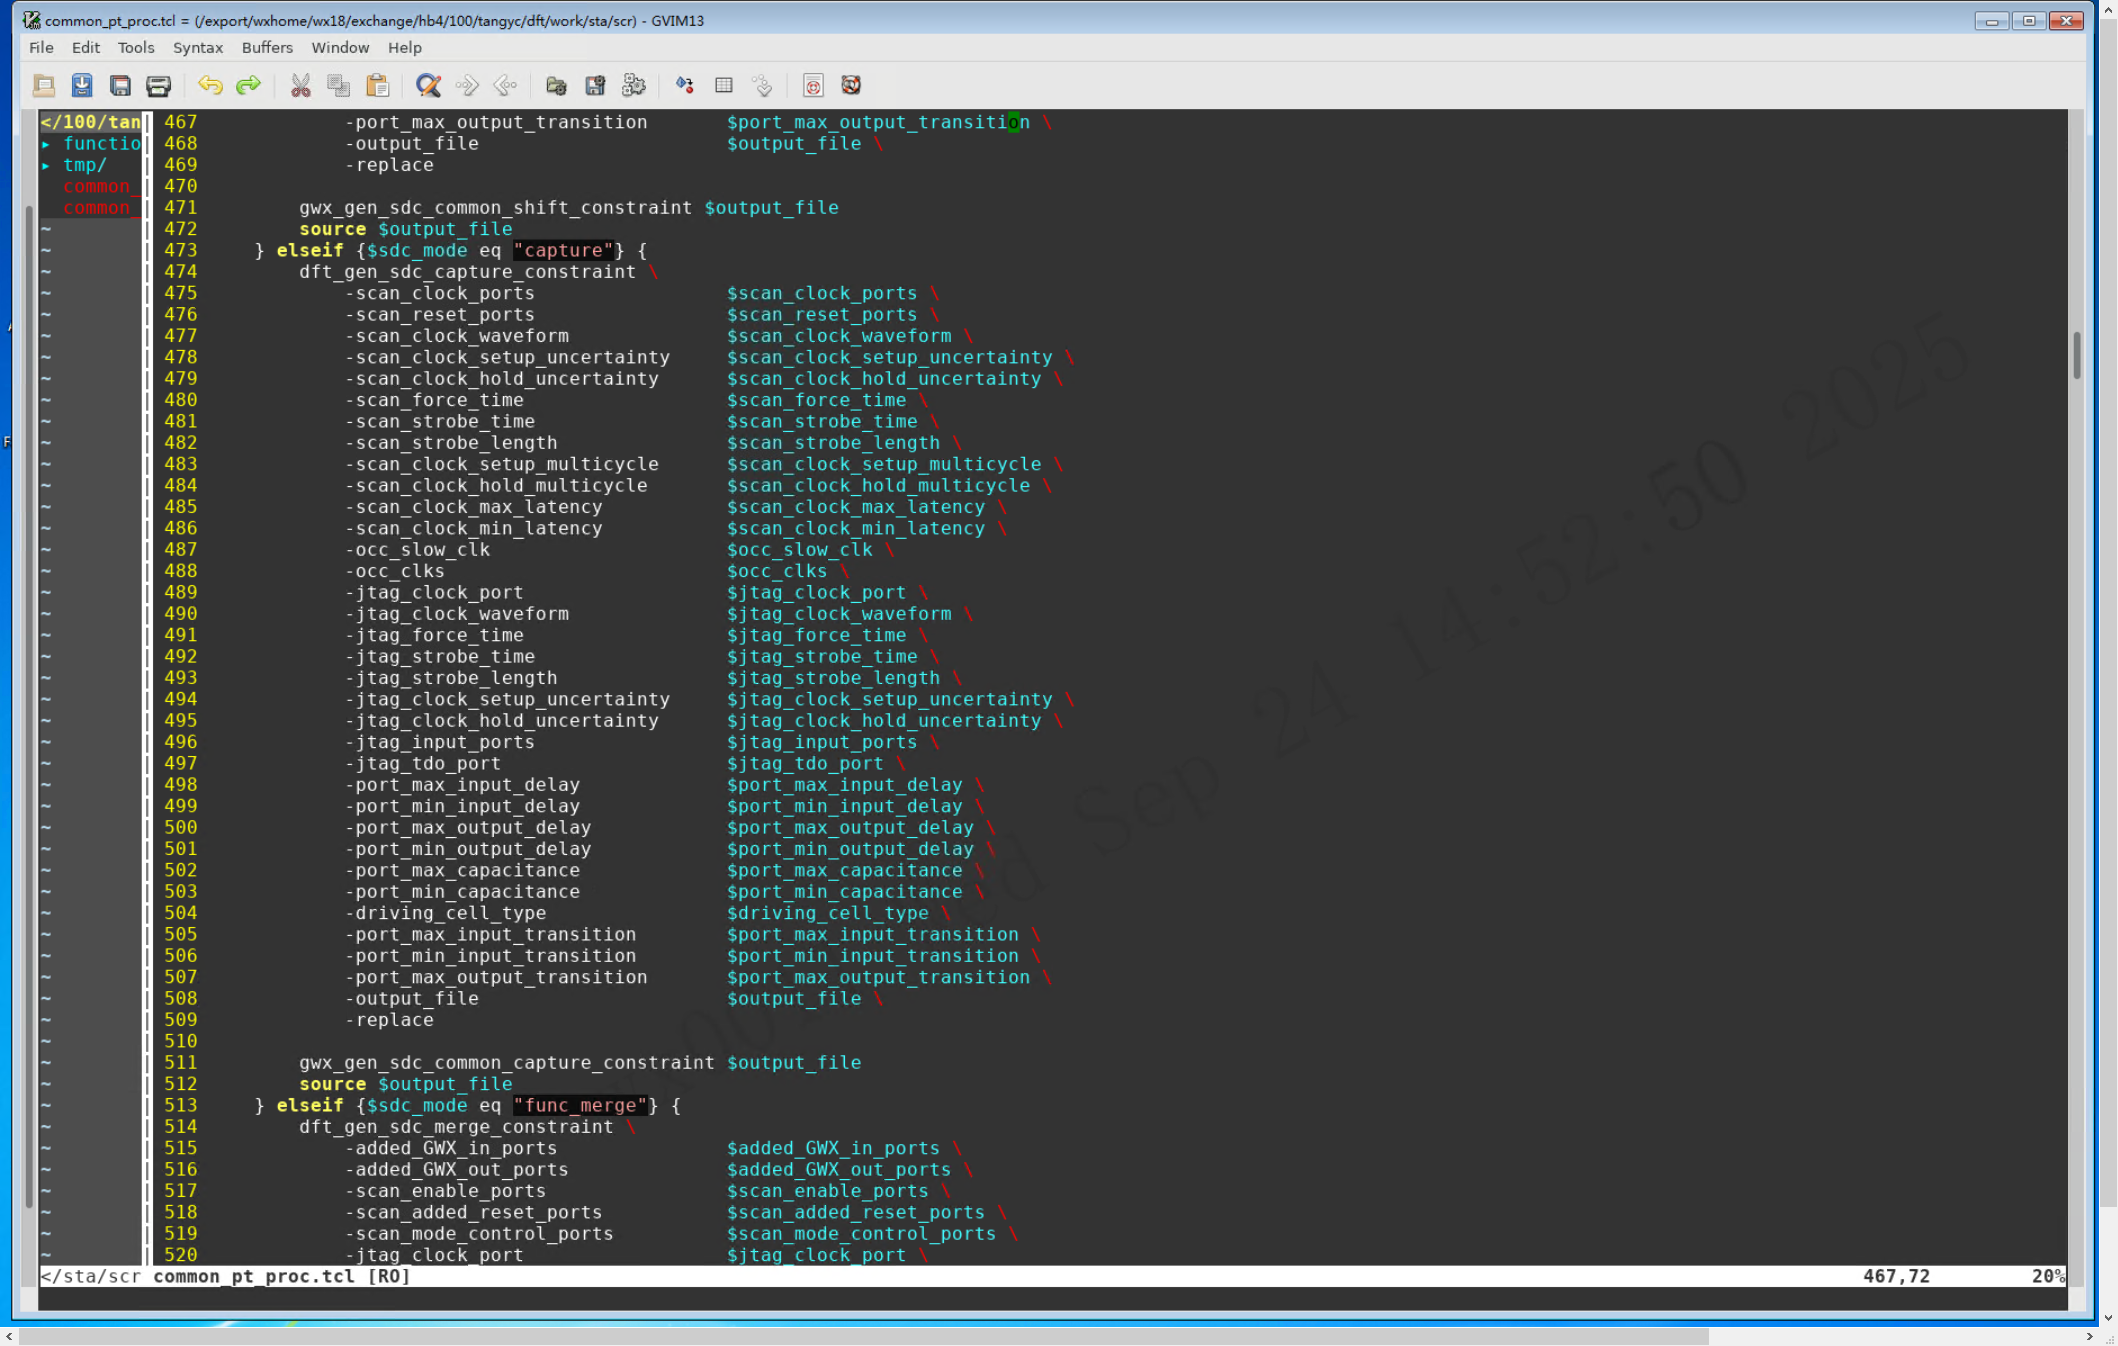 common_pt_proc.tcl = (/export/wxhome/wx18/exchange/hb4/100/tangyc/dft/work/sta/scr) - GVIM13
File Edit Tools Syntax Buffers Window Help
</100/tan
▸ functio
▸ tmp/
common_
common_
467 -port_max_output_transition $port_max_output_transition \
468 -output_file $output_file \
469 -replace
470
471 gwx_gen_sdc_common_shift_constraint $output_file
472 source $output_file
473 } elseif {$sdc_mode eq "capture"} {
474 dft_gen_sdc_capture_constraint \
475 -scan_clock_ports $scan_clock_ports \
476 -scan_reset_ports $scan_reset_ports \
477 -scan_clock_waveform $scan_clock_waveform \
478 -scan_clock_setup_uncertainty $scan_clock_setup_uncertainty \
479 -scan_clock_hold_uncertainty $scan_clock_hold_uncertainty \
480 -scan_force_time $scan_force_time \
481 -scan_strobe_time $scan_strobe_time \
482 -scan_strobe_length $scan_strobe_length \
483 -scan_clock_setup_multicycle $scan_clock_setup_multicycle \
484 -scan_clock_hold_multicycle $scan_clock_hold_multicycle \
485 -scan_clock_max_latency $scan_clock_max_latency \
486 -scan_clock_min_latency $scan_clock_min_latency \
487 -occ_slow_clk $occ_slow_clk \
488 -occ_clks $occ_clks \
489 -jtag_clock_port $jtag_clock_port \
490 -jtag_clock_waveform $jtag_clock_waveform \
491 -jtag_force_time $jtag_force_time \
492 -jtag_strobe_time $jtag_strobe_time \
493 -jtag_strobe_length $jtag_strobe_length \
494 -jtag_clock_setup_uncertainty $jtag_clock_setup_uncertainty \
495 -jtag_clock_hold_uncertainty $jtag_clock_hold_uncertainty \
496 -jtag_input_ports $jtag_input_ports \
497 -jtag_tdo_port $jtag_tdo_port \
498 -port_max_input_delay $port_max_input_delay \
499 -port_min_input_delay $port_min_input_delay \
500 -port_max_output_delay $port_max_output_delay \
501 -port_min_output_delay $port_min_output_delay \
502 -port_max_capacitance $port_max_capacitance \
503 -port_min_capacitance $port_min_capacitance \
504 -driving_cell_type $driving_cell_type \
505 -port_max_input_transition $port_max_input_transition \
506 -port_min_input_transition $port_min_input_transition \
507 -port_max_output_transition $port_max_output_transition \
508 -output_file $output_file \
509 -replace
510
511 gwx_gen_sdc_common_capture_constraint $output_file
512 source $output_file
513 } elseif {$sdc_mode eq "func_merge"} {
514 dft_gen_sdc_merge_constraint \
515 -added_GWX_in_ports $added_GWX_in_ports \
516 -added_GWX_out_ports $added_GWX_out_ports \
517 -scan_enable_ports $scan_enable_ports \
518 -scan_added_reset_ports $scan_added_reset_ports \
519 -scan_mode_control_ports $scan_mode_control_ports \
520 -jtag_clock_port $jtag_clock_port \
</sta/scr common_pt_proc.tcl [RO] 467,72 20%
Sep 24 14:52:50 2025